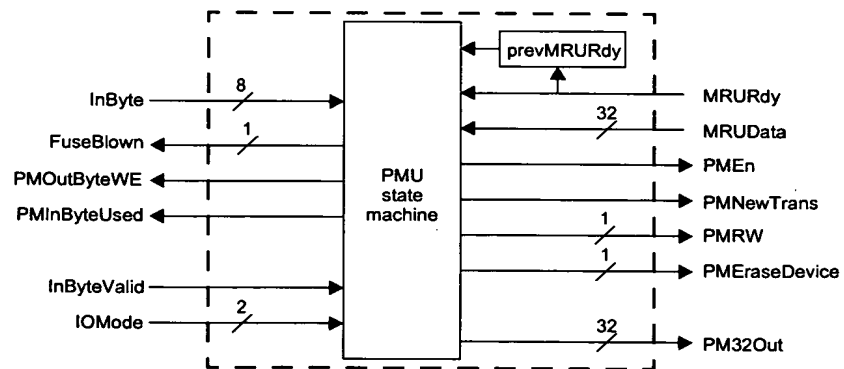 prevMRURdy
InByte
8
MRURdy
FuseBlown
1
32
MRUData
PMOutByteWE
PMU
state
machine
PMEn
PMInByteUsed
PMNewTrans
1
PMRW
1
PMEraseDevice
InByteValid
IOMode
2
32
PM32Out